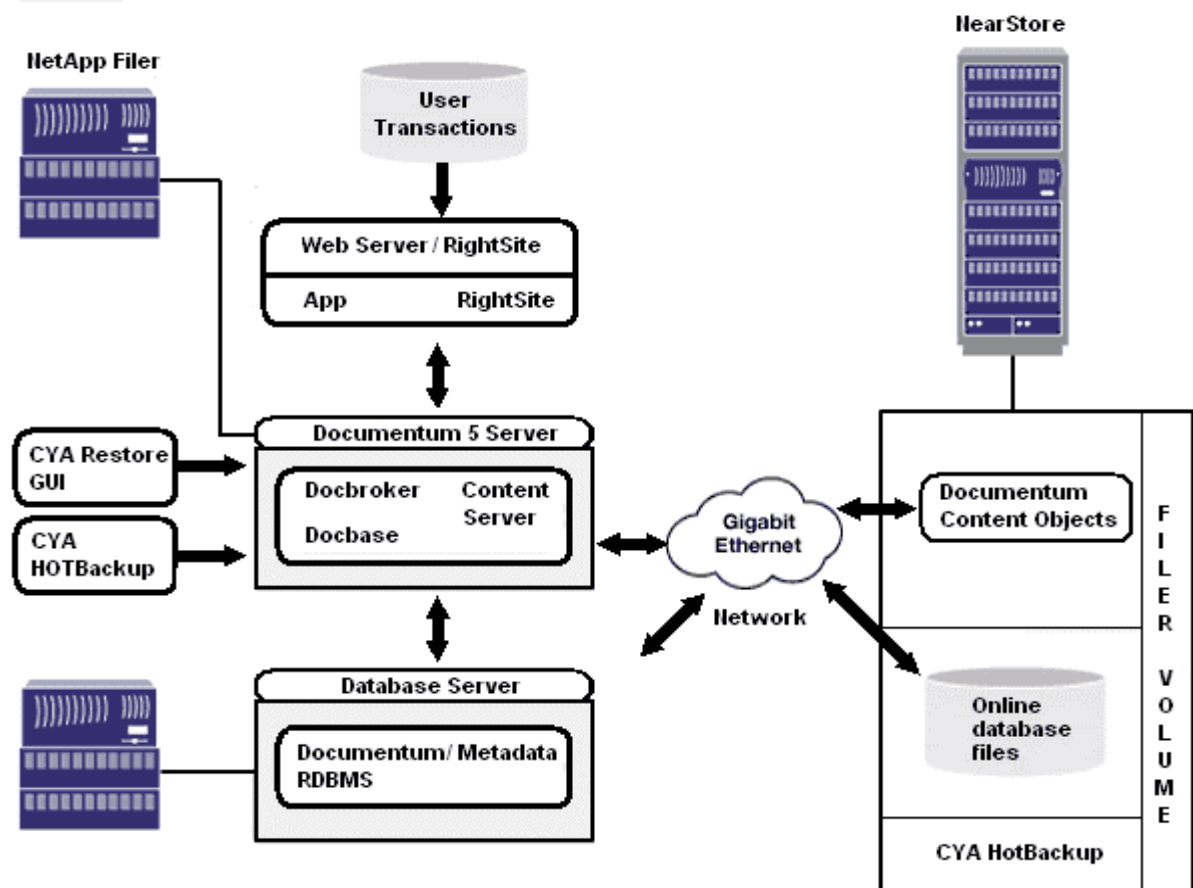 NearStore
NetApp Filer
User
Transactions
Web Server / RightSite
App RightSite
Documentum 5 Server
CYA Restore
GUI
Docbroker Content
Server
Docbase
CYA
HOTBackup
Gigabit
Ethernet
Network
Documentum
Content Objects
Database Server
Documentum/ Metadata
RDBMS
Online
database
files
CYA HotBackup
FILER VOLUME